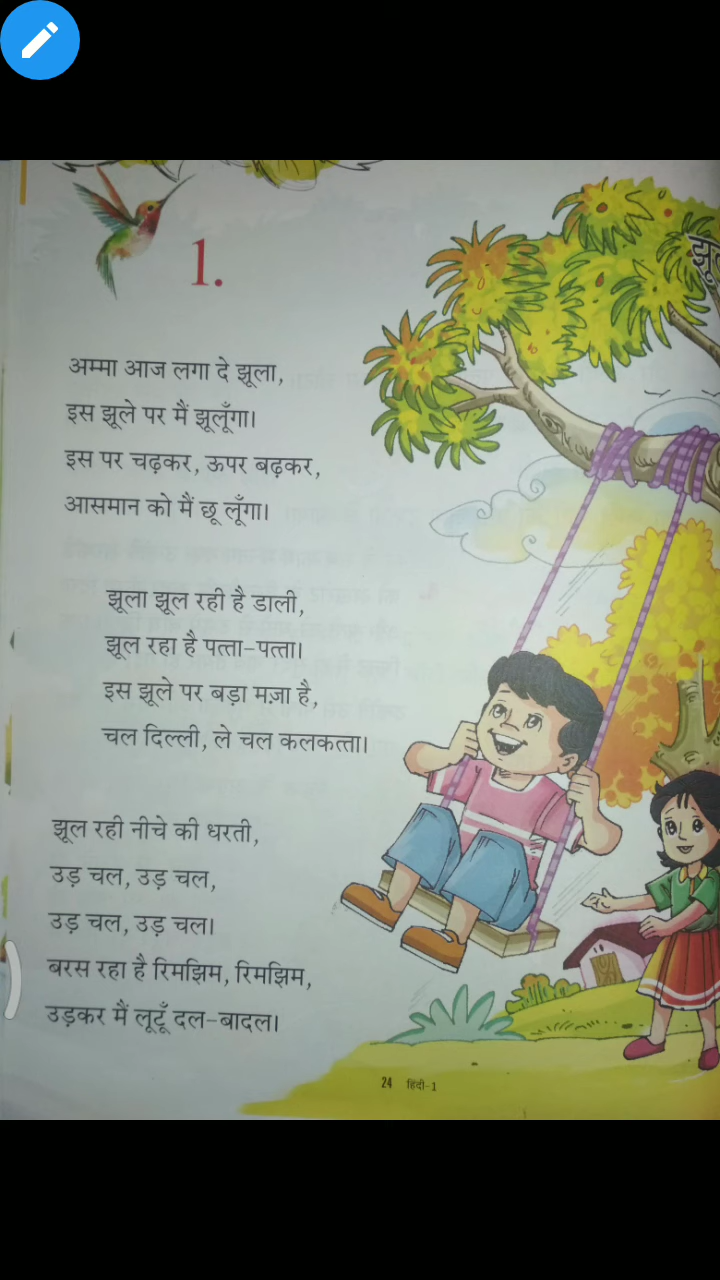 1.
अम्मा आज लगा दे झूला,
इस झूले पर मैं झूलूँगा।
इस पर चढ़कर, ऊपर बढ़कर,
आसमान को मैं छू लूँगा।
झूला झूल रही है डाली,
झूल रहा है पत्ता-पत्ता।
इस झूले पर बड़ा मज़ा है,
चल दिल्ली, ले चल कलकत्ता।
झूल रही नीचे की धरती,
उड़ चल, उड़ चल,
उड़ चल, उड़ चल।
बरस रहा है रिमझिम, रिमझिम,
उड़कर मैं लूटूँ दल-बादल।
24 हिंदी-1